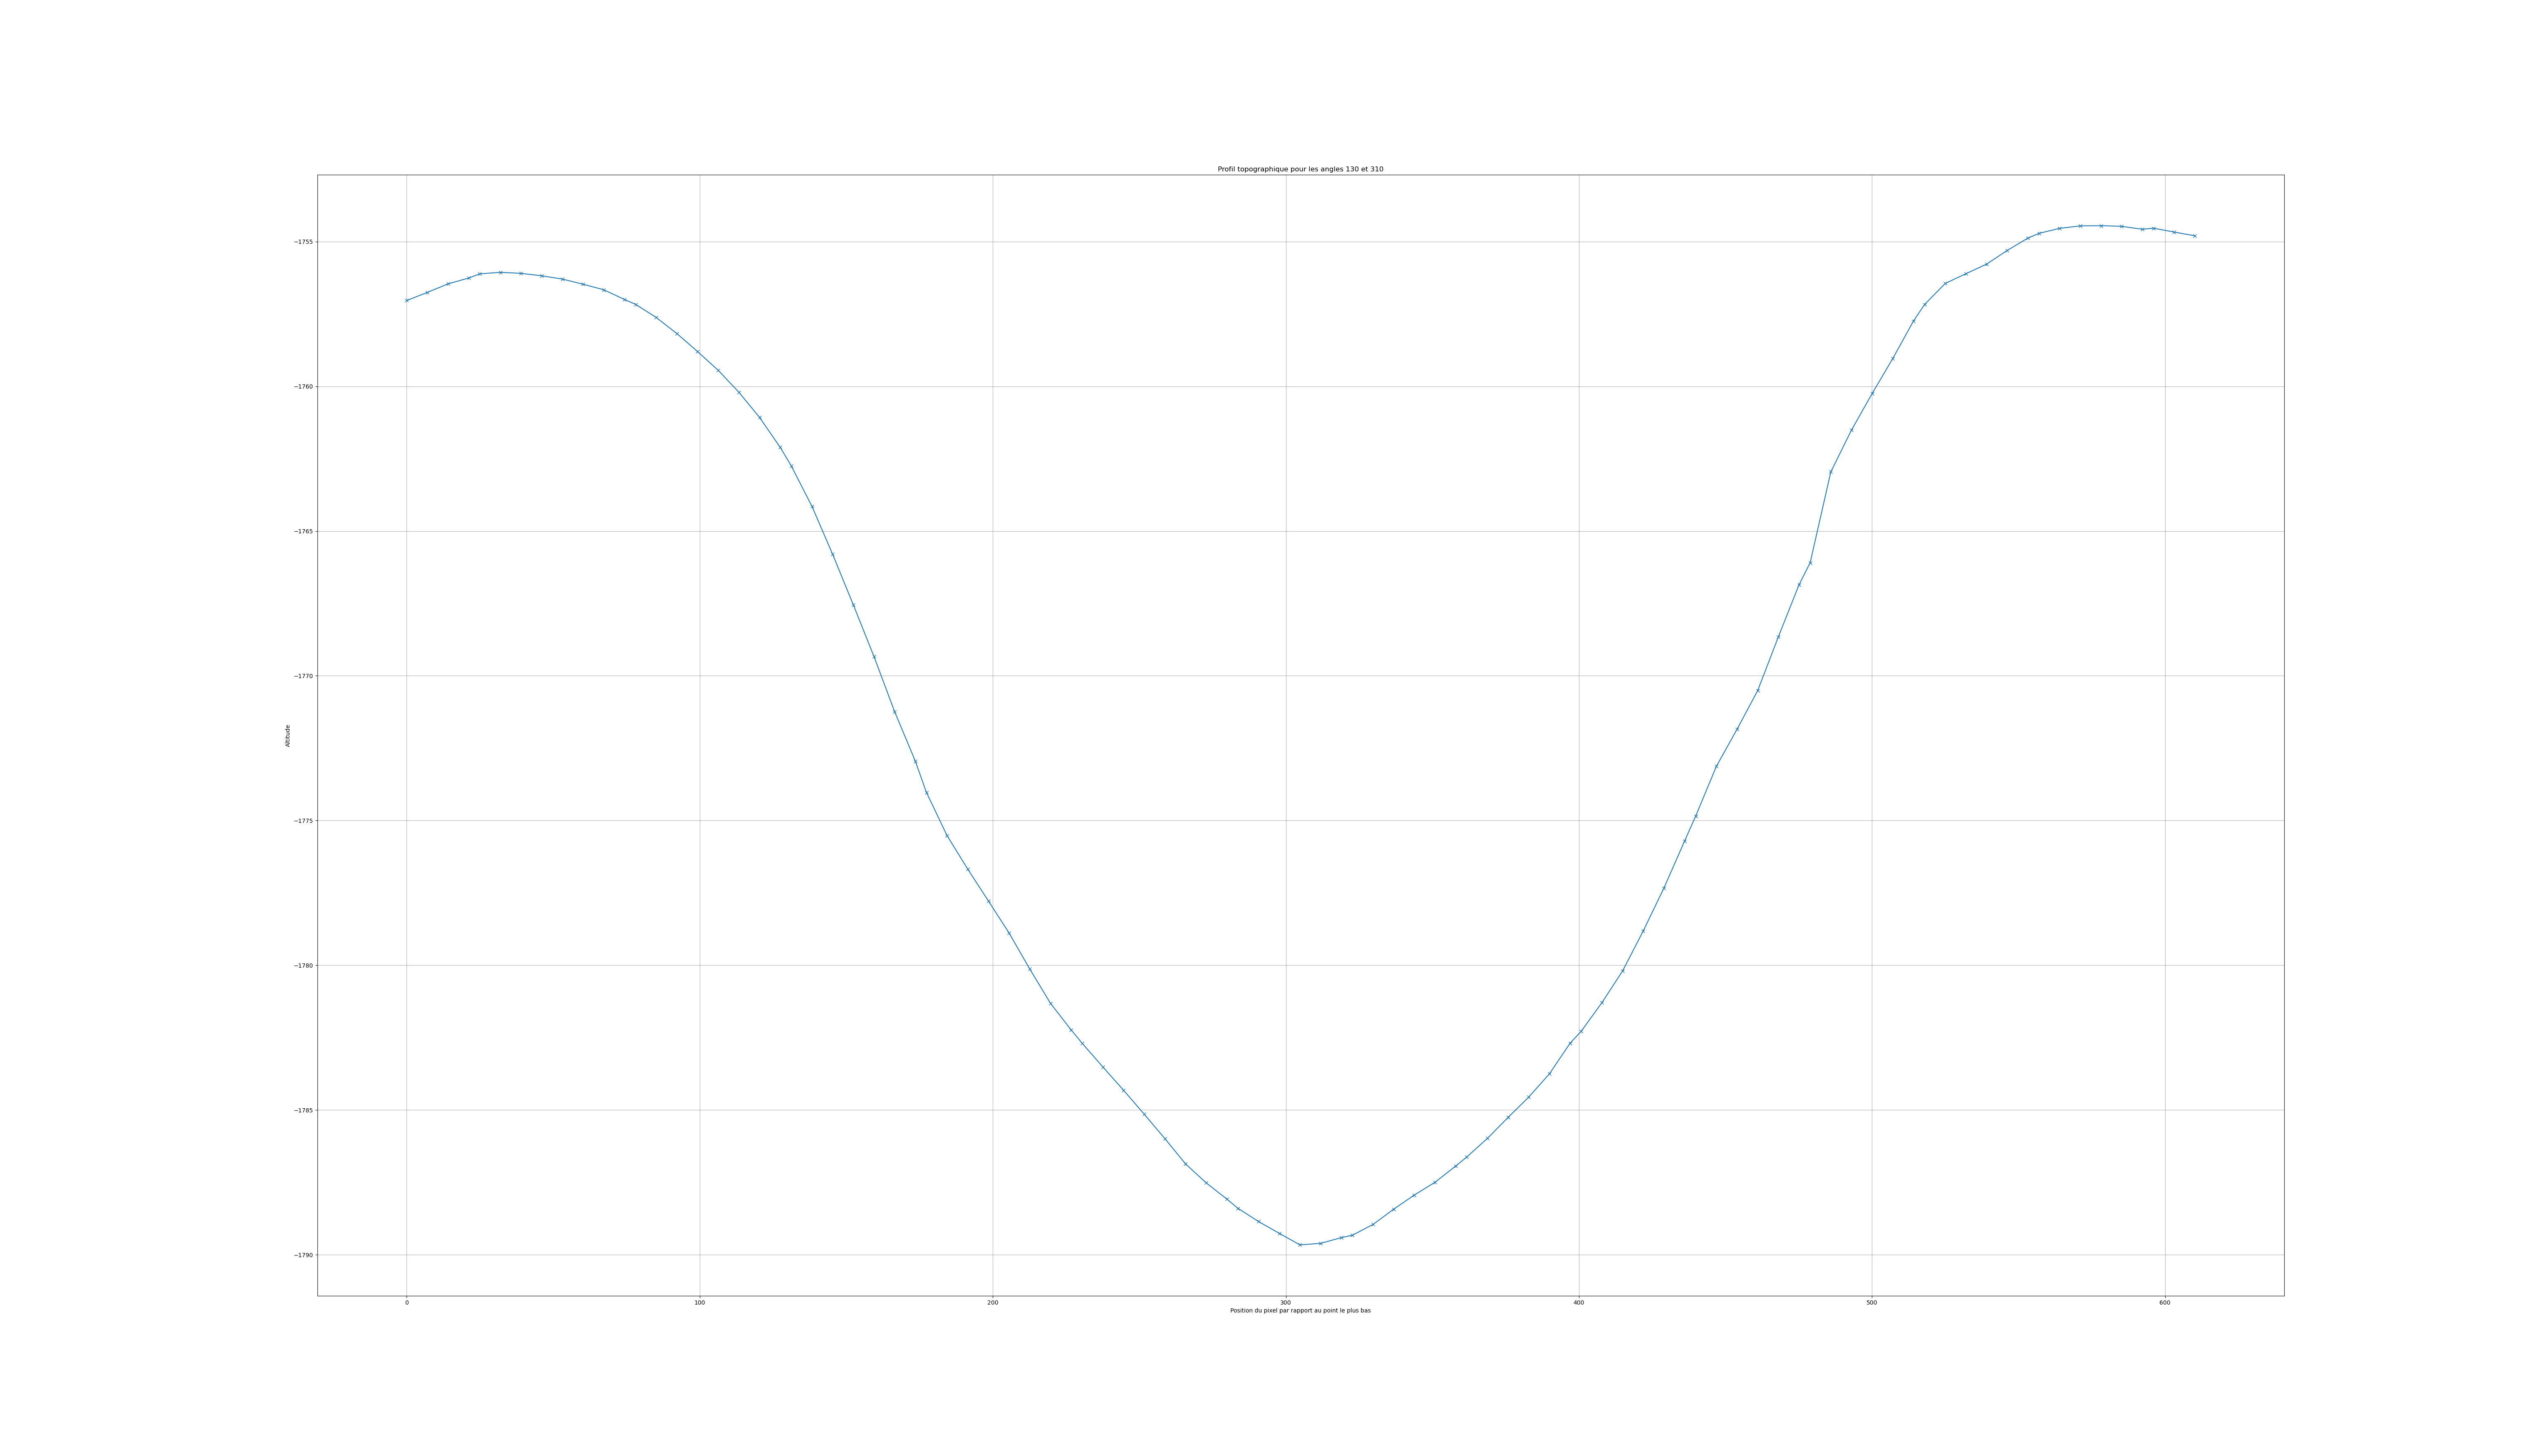 Profil topographique pour les angles 130 et 310
−1755
−1760
−1765
−1770
−1775
−1780
−1785
−1790
Altitude
0 100 200 300 400 500 600
Position du pixel par rapport au point le plus bas